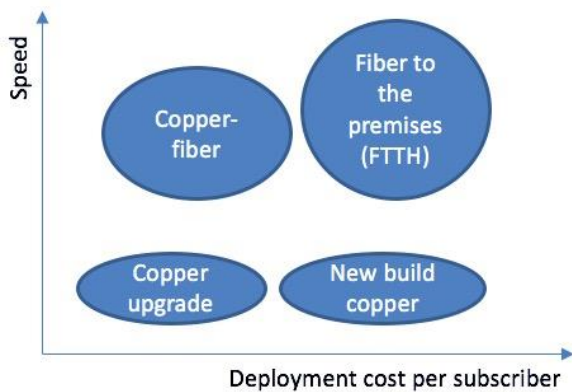 Speed
Copper-
fiber
Fiber to
the
premises
(FTTH)
Copper
upgrade
New build
copper
Deployment cost per subscriber